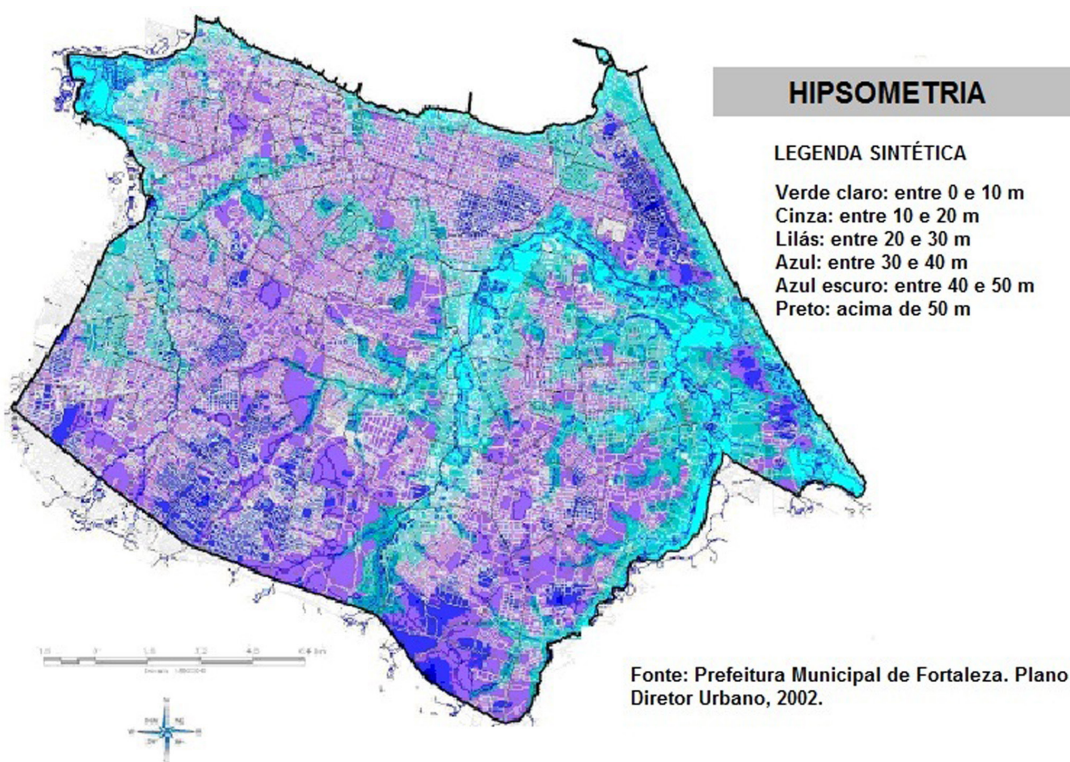 HIPSOMETRIA
LEGENDA SINTÉTICA
Verde claro: entre 0 e 10 m
Cinza: entre 10 e 20 m
Lilás: entre 20 e 30 m
Azul: entre 30 e 40 m
Azul escuro: entre 40 e 50 m
Preto: acima de 50 m
Fonte: Prefeitura Municipal de Fortaleza. Plano
Diretor Urbano, 2002.